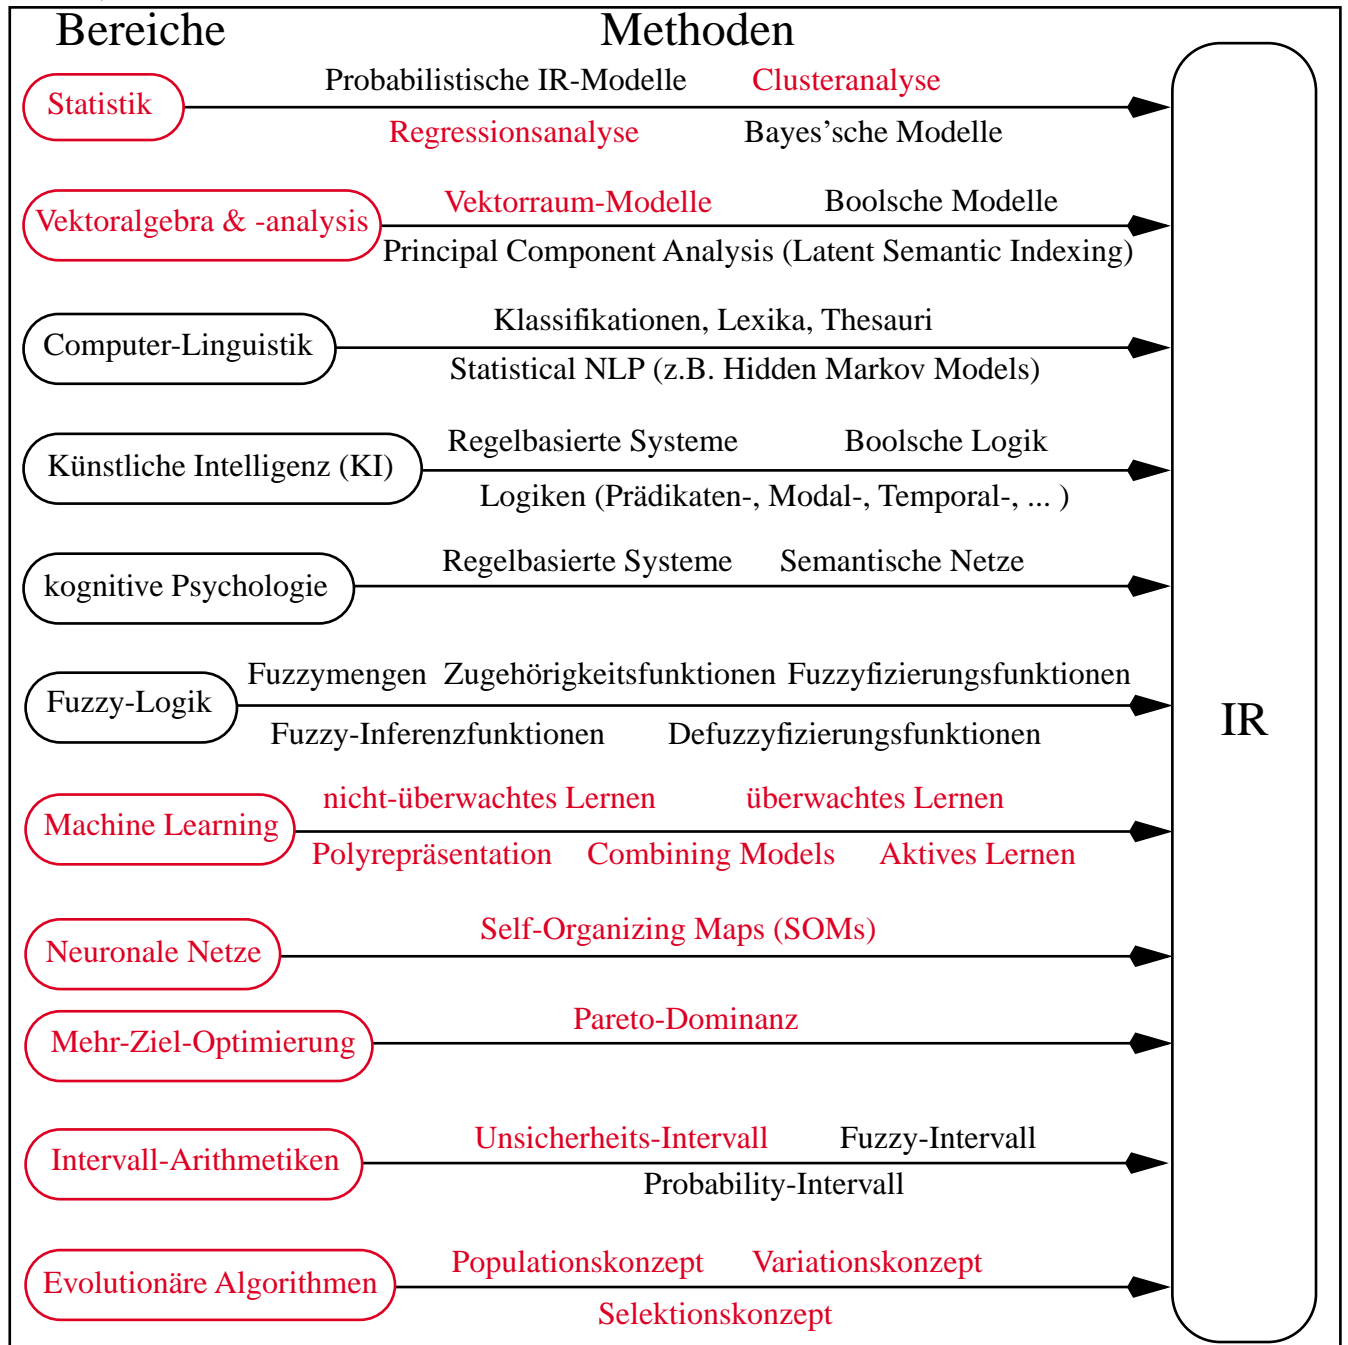 Bereiche Methoden
Probabilistische IR-Modelle Clusteranalyse
Statistik
Regressionsanalyse Bayes’sche Modelle
Vektorraum-Modelle Boolsche Modelle
Vektoralgebra & -analysis
Principal Component Analysis (Latent Semantic Indexing)
Klassifikationen, Lexika, Thesauri
Computer-Linguistik
Statistical NLP (z.B. Hidden Markov Models)
Regelbasierte Systeme Boolsche Logik
Künstliche Intelligenz (KI)
Logiken (Prädikaten-, Modal-, Temporal-, ... )
Regelbasierte Systeme Semantische Netze
kognitive Psychologie
Fuzzymengen Zugehörigkeitsfunktionen Fuzzyfizierungsfunktionen
Fuzzy-Logik
IR
Fuzzy-Inferenzfunktionen Defuzzyfizierungsfunktionen
nicht-überwachtes Lernen überwachtes Lernen
Machine Learning
Polyrepräsentation Combining Models Aktives Lernen
Self-Organizing Maps (SOMs)
Neuronale Netze
Pareto-Dominanz
Mehr-Ziel-Optimierung
Unsicherheits-Intervall Fuzzy-Intervall
Intervall-Arithmetiken
Probability-Intervall
Populationskonzept Variationskonzept
Evolutionäre Algorithmen
Selektionskonzept